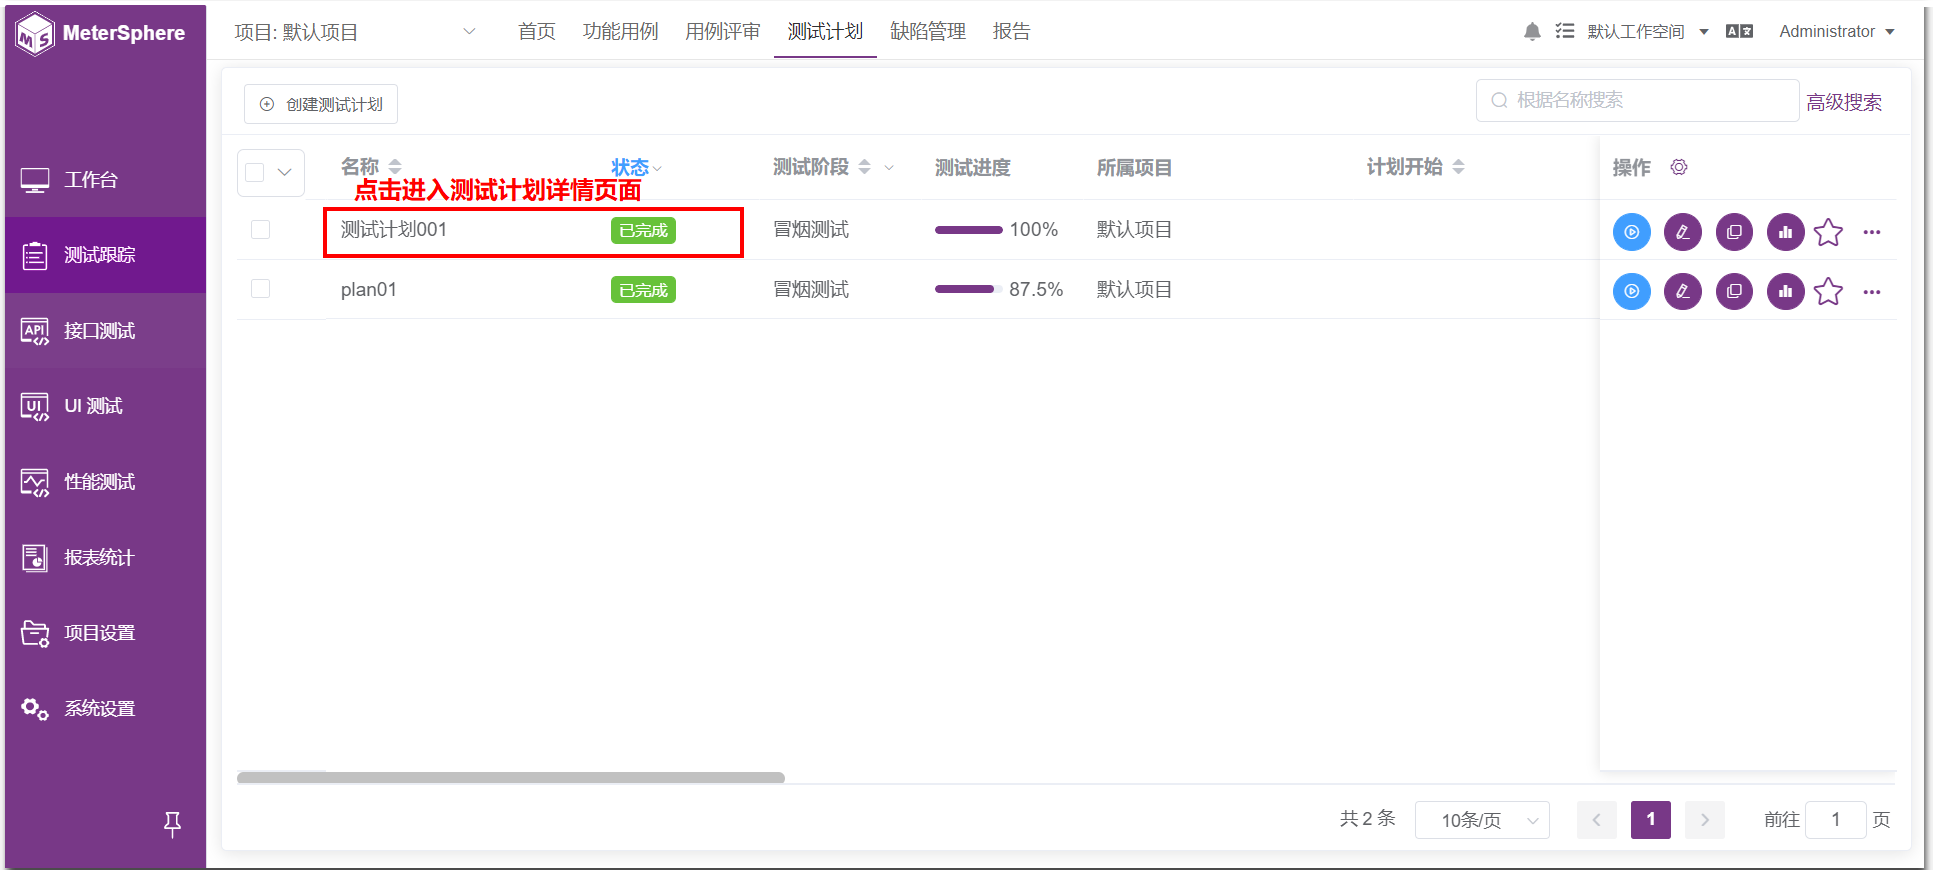 MeterSphere
项目: 默认项目
首页 功能用例 用例评审 测试计划 缺陷管理 报告
默认工作空间
Administrator
创建测试计划
根据名称搜索
高级搜索
工作台
测试跟踪
接口测试
UI 测试
性能测试
报表统计
项目设置
系统设置
名称 状态 测试阶段 测试进度 所属项目 计划开始 操作
点击进入测试计划详情页面
测试计划001 已完成 冒烟测试 100% 默认项目
plan01 已完成 冒烟测试 87.5% 默认项目
共 2 条 10条/页 1 前往 1 页